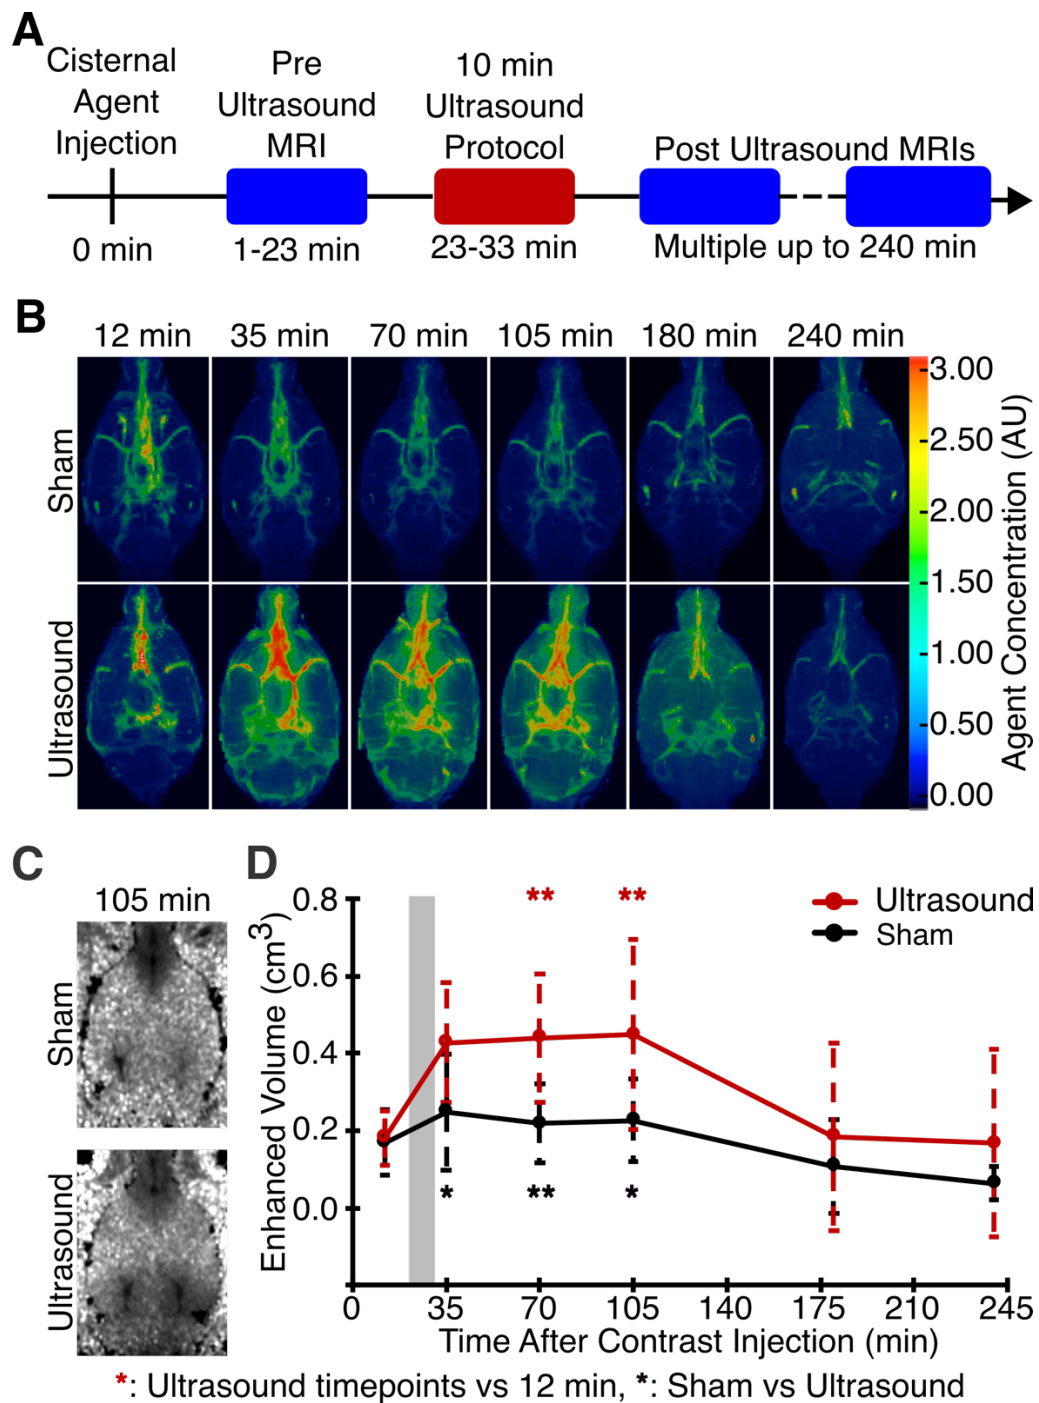 A
Cisternal
Agent
Injection
Pre
Ultrasound
MRI
10 min
Ultrasound
Protocol
Post Ultrasound MRIs
0 min
1-23 min
23-33 min
Multiple up to 240 min
B
12 min 35 min 70 min 105 min 180 min 240 min
Sham
Ultrasound
3.00
2.50
2.00
1.50
1.00
0.50
0.00
Agent Concentration (AU)
C
105 min
Sham
Ultrasound
D
Enhanced Volume (cm3)
0.8
0.6
0.4
0.2
0.0
** **
Ultrasound
Sham
* ** *
0 35 70 105 140 175 210 245
Time After Contrast Injection (min)
*: Ultrasound timepoints vs 12 min, *: Sham vs Ultrasound